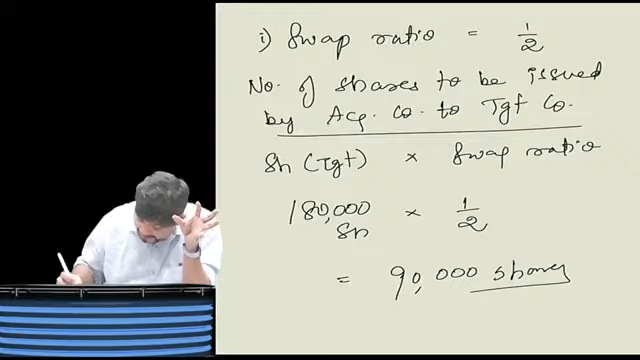 i) Swap ratio = 1/2
No. of shares to be issued
by Acq. Co. to Tgt Co.
Sh (Tgt) × Swap ratio
180,000 Sh × 1/2
= 90,000 shares